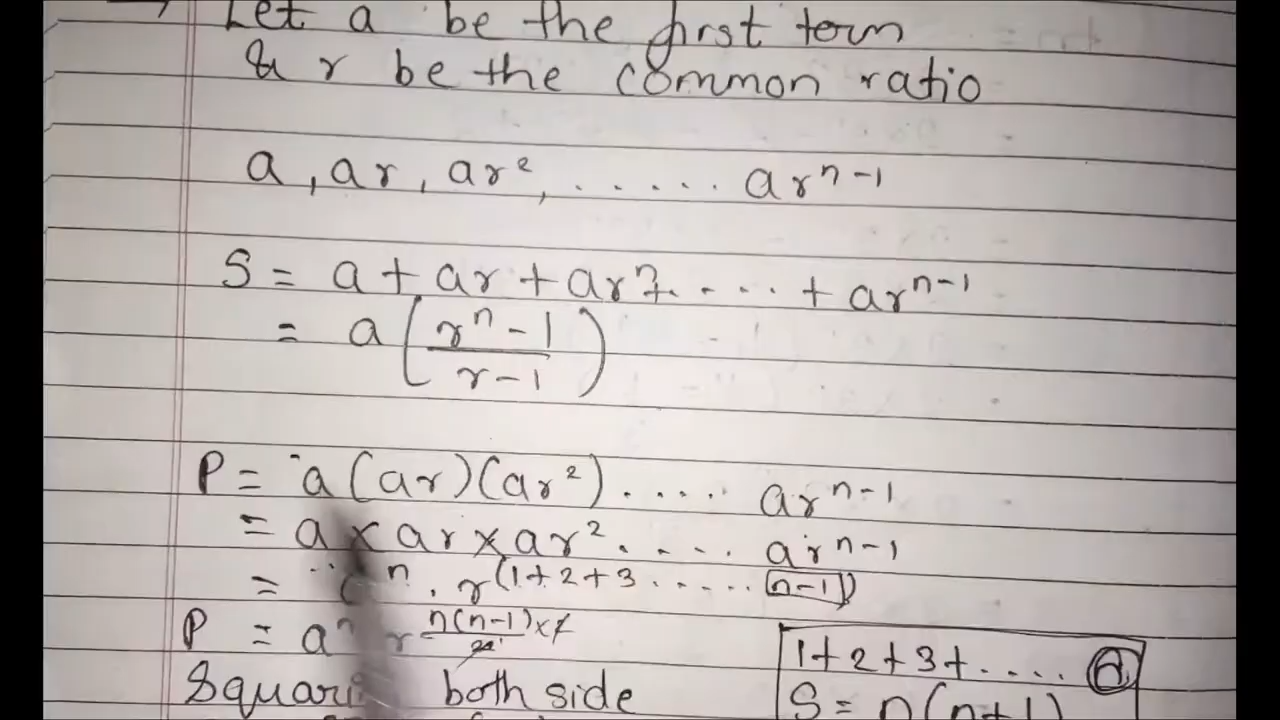 Let a be the first term
& r be the common ratio
a, ar, ar², ..... arⁿ⁻¹
S = a + ar + ar²+. ... + arⁿ⁻¹
= a (rⁿ - 1 / r - 1)
P = a (ar)(ar²) ..... arⁿ⁻¹
= a × ar × ar². .... arⁿ⁻¹
= ⁿ . r^(1+2+3.....(n-1))
P = aⁿ r^(n(n-1)×2 / 2)
both side
1+2+3+.... n
S = n(n+1)